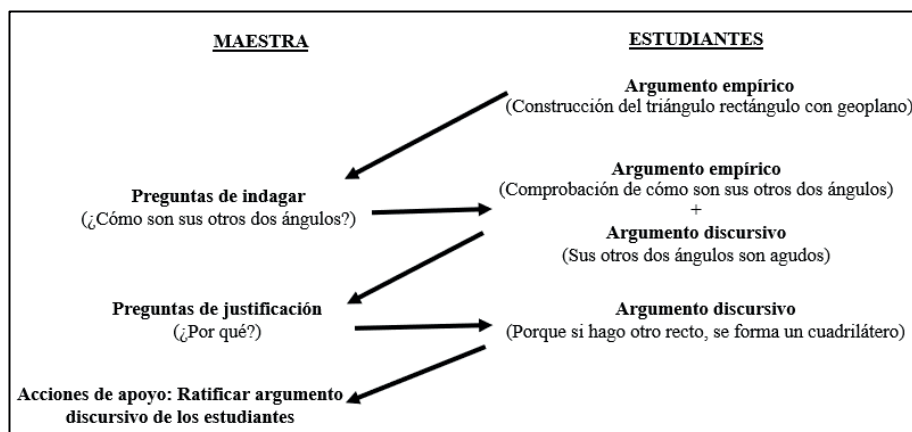 MAESTRA
ESTUDIANTES
Argumento empírico
(Construcción del triángulo rectángulo con geoplano)
Preguntas de indagar
(¿Cómo son sus otros dos ángulos?)
Argumento empírico
(Comprobación de cómo son sus otros dos ángulos)
+
Argumento discursivo
(Sus otros dos ángulos son agudos)
Preguntas de justificación
(¿Por qué?)
Argumento discursivo
(Porque si hago otro recto, se forma un cuadrilátero)
Acciones de apoyo: Ratificar argumento
discursivo de los estudiantes